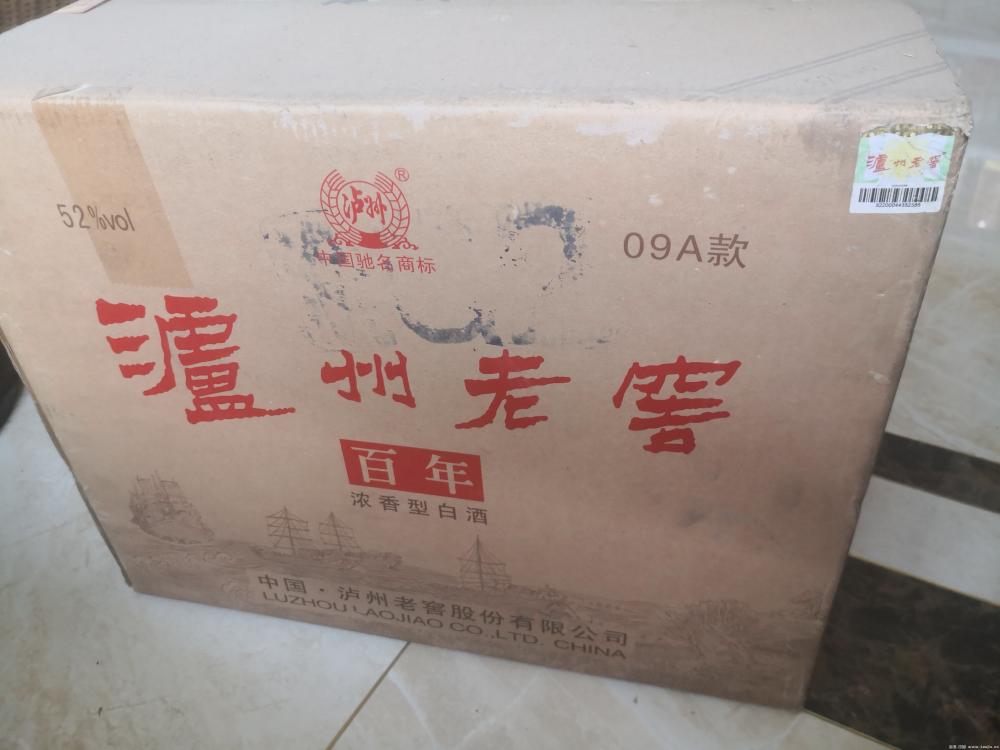 泸州老窖
92200044352386
52%vol
泸州
®
中国驰名商标
09A款
瀘州老窖
百年
浓香型白酒
中国·泸州老窖股份有限公司
LUZHOU LAOJIAO CO.,LTD. CHINA